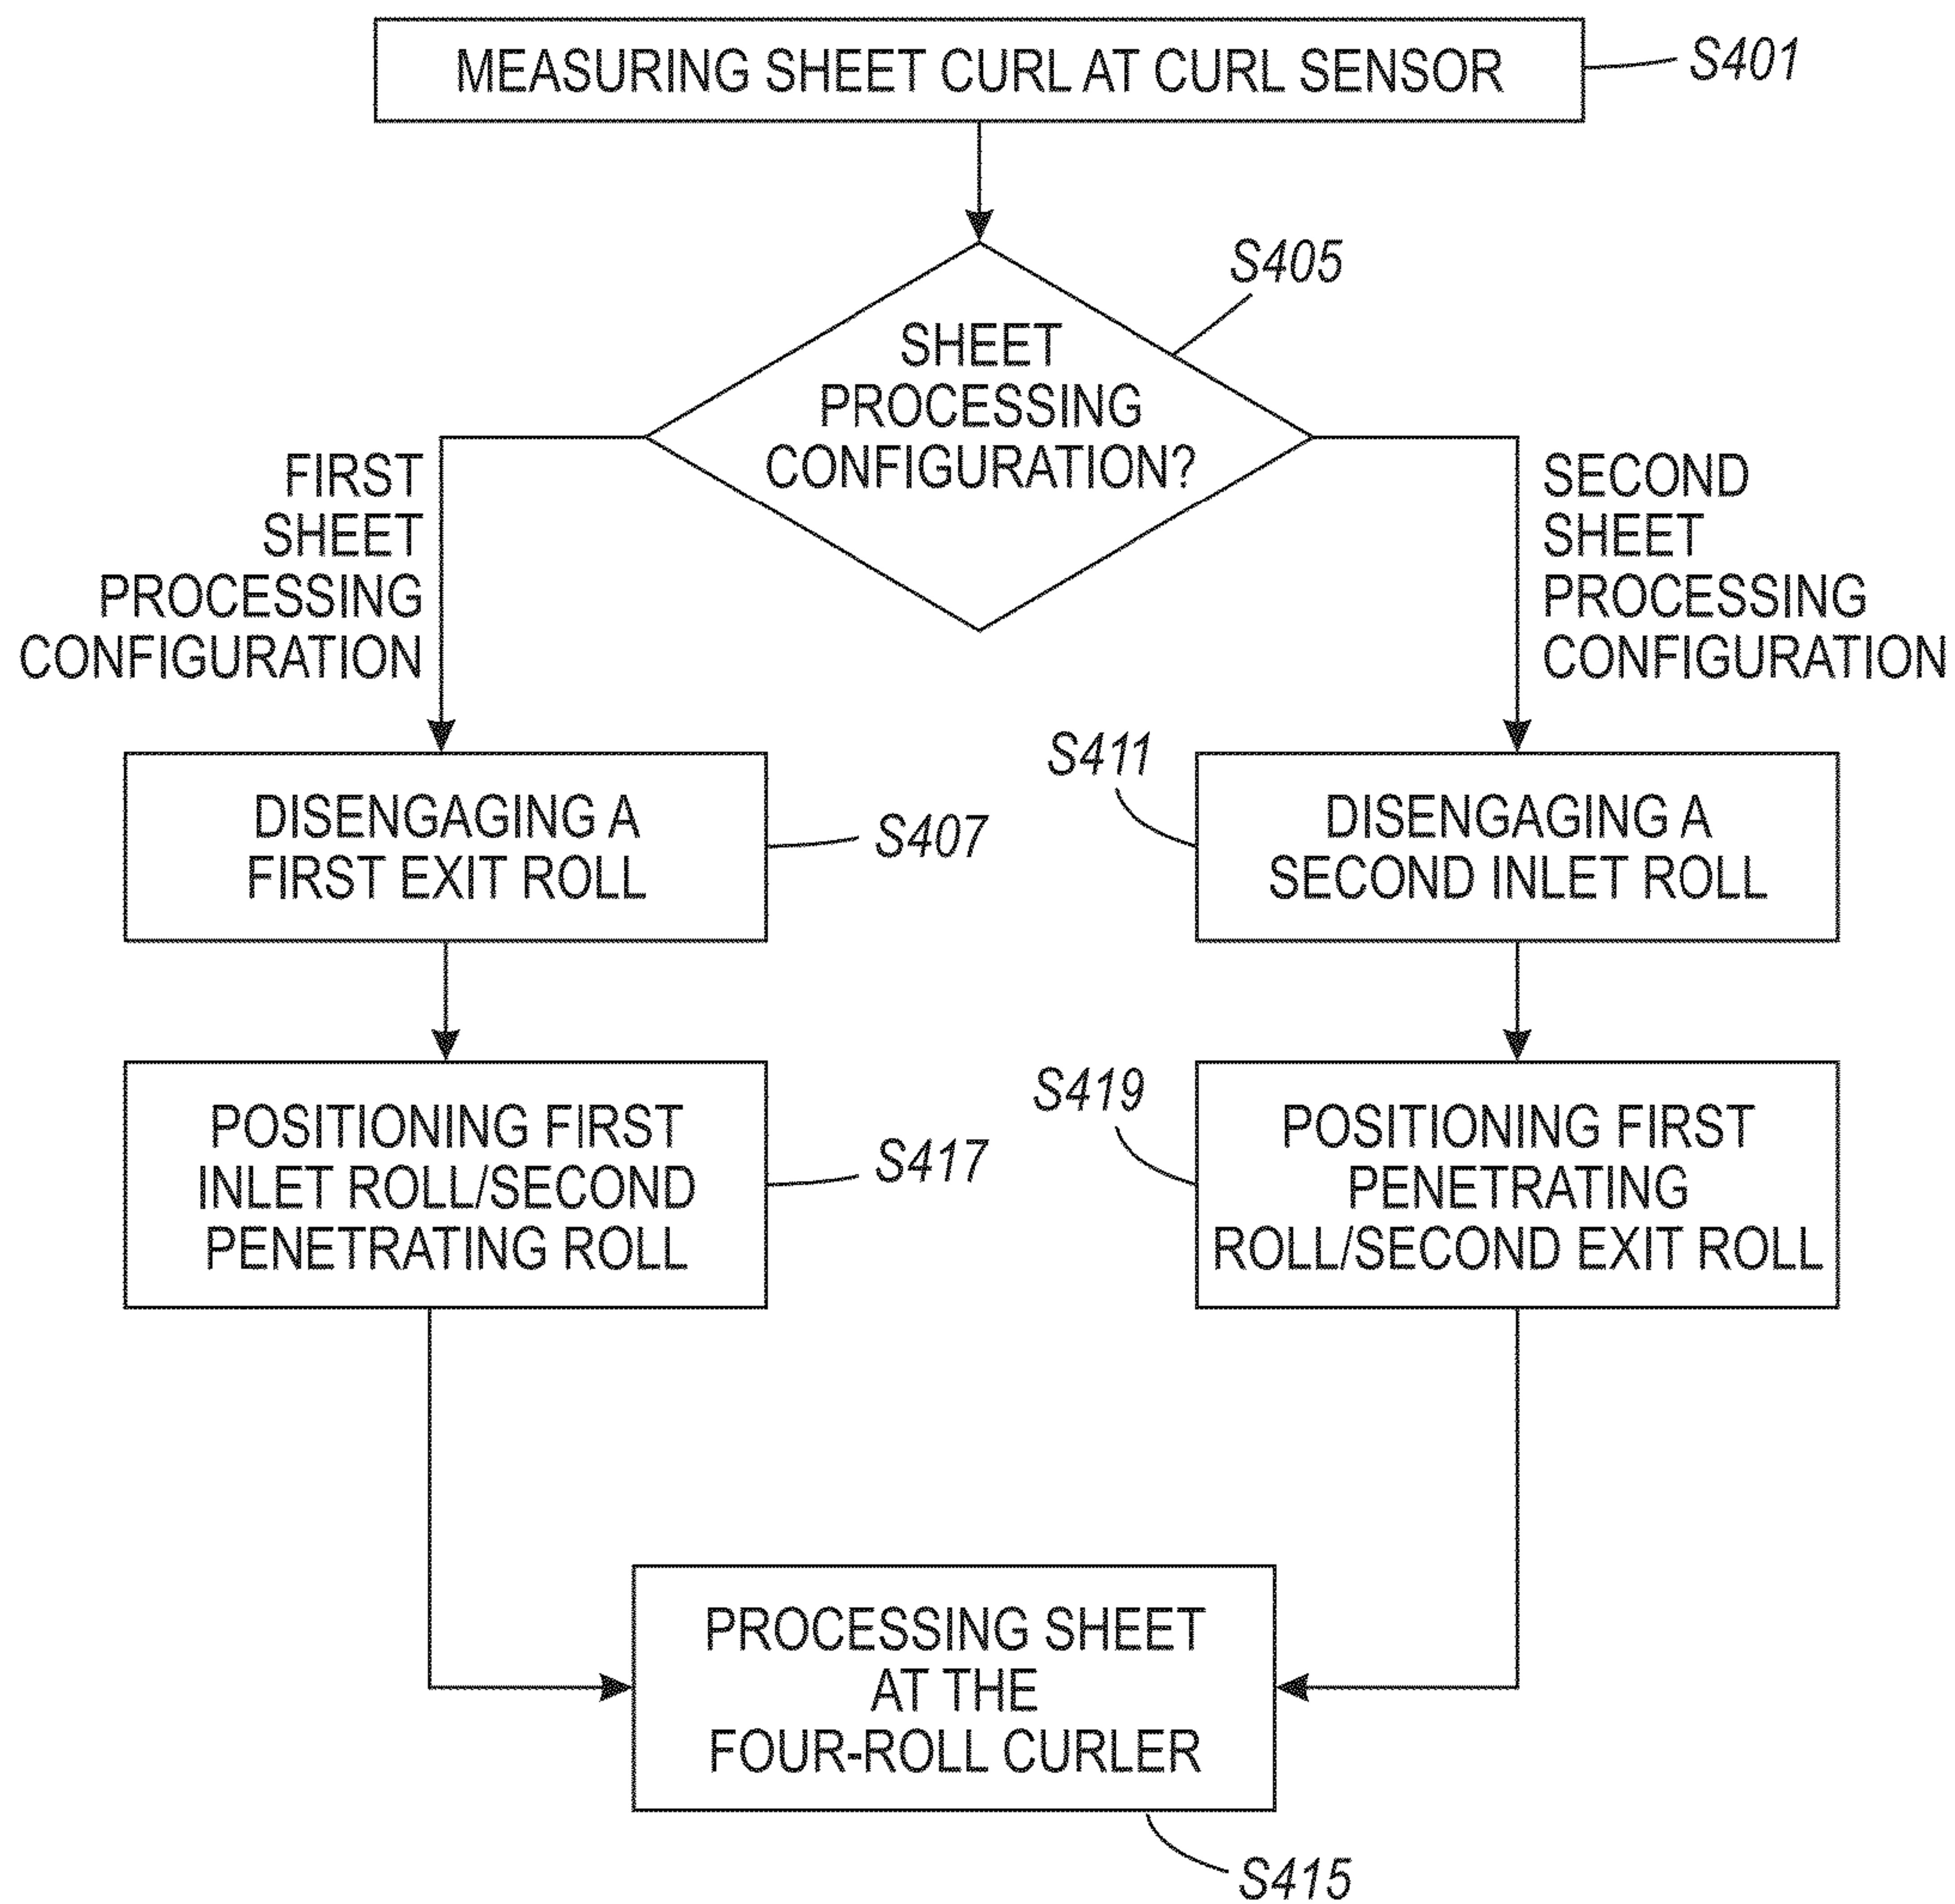 MEASURING SHEET CURL AT CURL SENSOR
S401
S405
SHEET
PROCESSING
CONFIGURATION?
FIRST
SHEET
PROCESSING
CONFIGURATION
SECOND
SHEET
PROCESSING
CONFIGURATION
DISENGAGING A
FIRST EXIT ROLL
S407
S411
DISENGAGING A
SECOND INLET ROLL
POSITIONING FIRST
INLET ROLL/SECOND
PENETRATING ROLL
S417
S419
POSITIONING FIRST
PENETRATING
ROLL/SECOND EXIT ROLL
PROCESSING SHEET
AT THE
FOUR-ROLL CURLER
S415